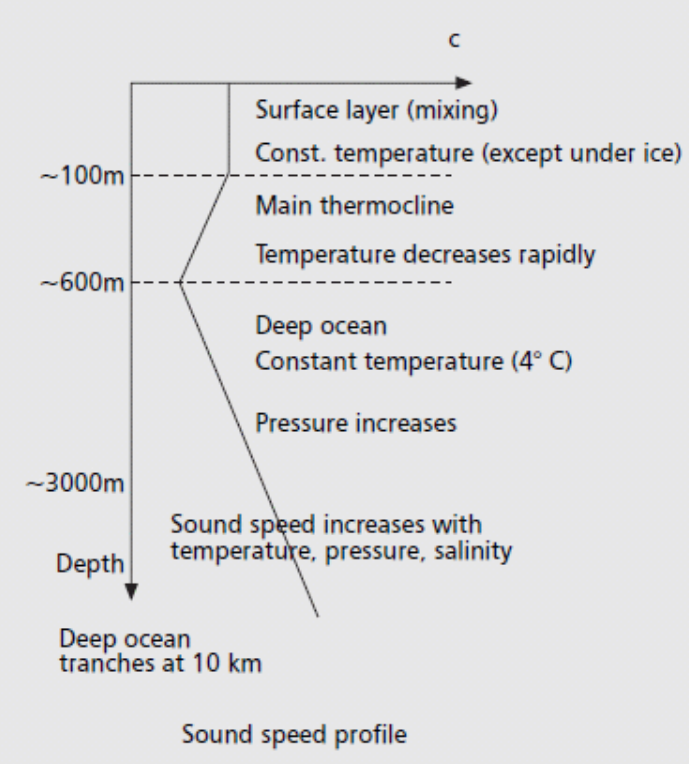 c
Surface layer (mixing)
Const. temperature (except under ice)
~100m
Main thermocline
Temperature decreases rapidly
~600m
Deep ocean
Constant temperature (4° C)
Pressure increases
~3000m
Sound speed increases with
temperature, pressure, salinity
Depth
Deep ocean
tranches at 10 km
Sound speed profile